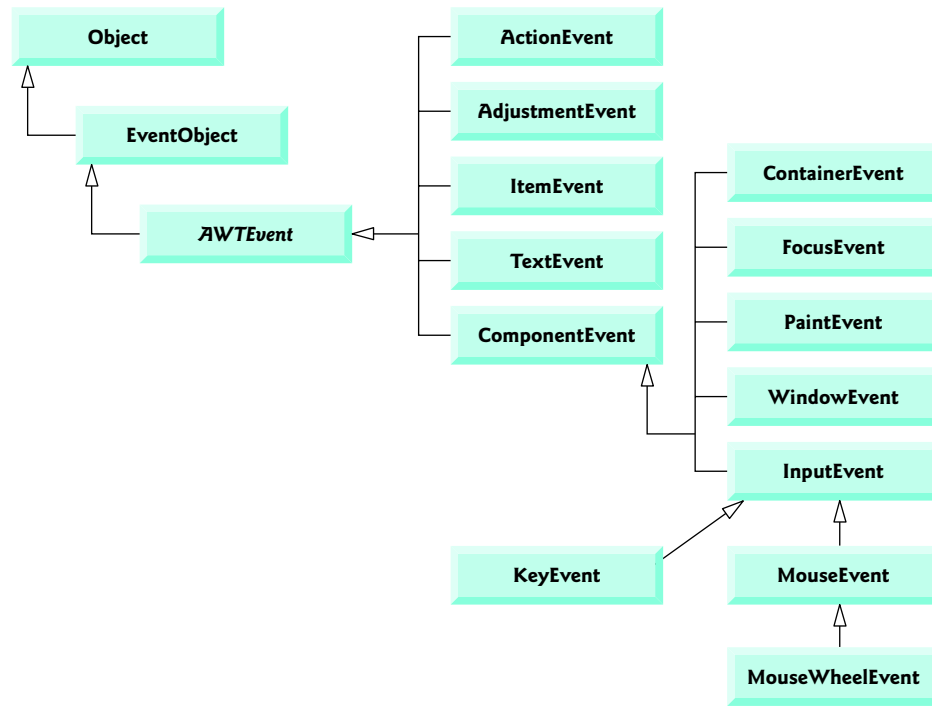 Object
ActionEvent
AdjustmentEvent
EventObject
ContainerEvent
ItemEvent
AWTEvent
FocusEvent
TextEvent
PaintEvent
ComponentEvent
WindowEvent
InputEvent
KeyEvent
MouseEvent
MouseWheelEvent